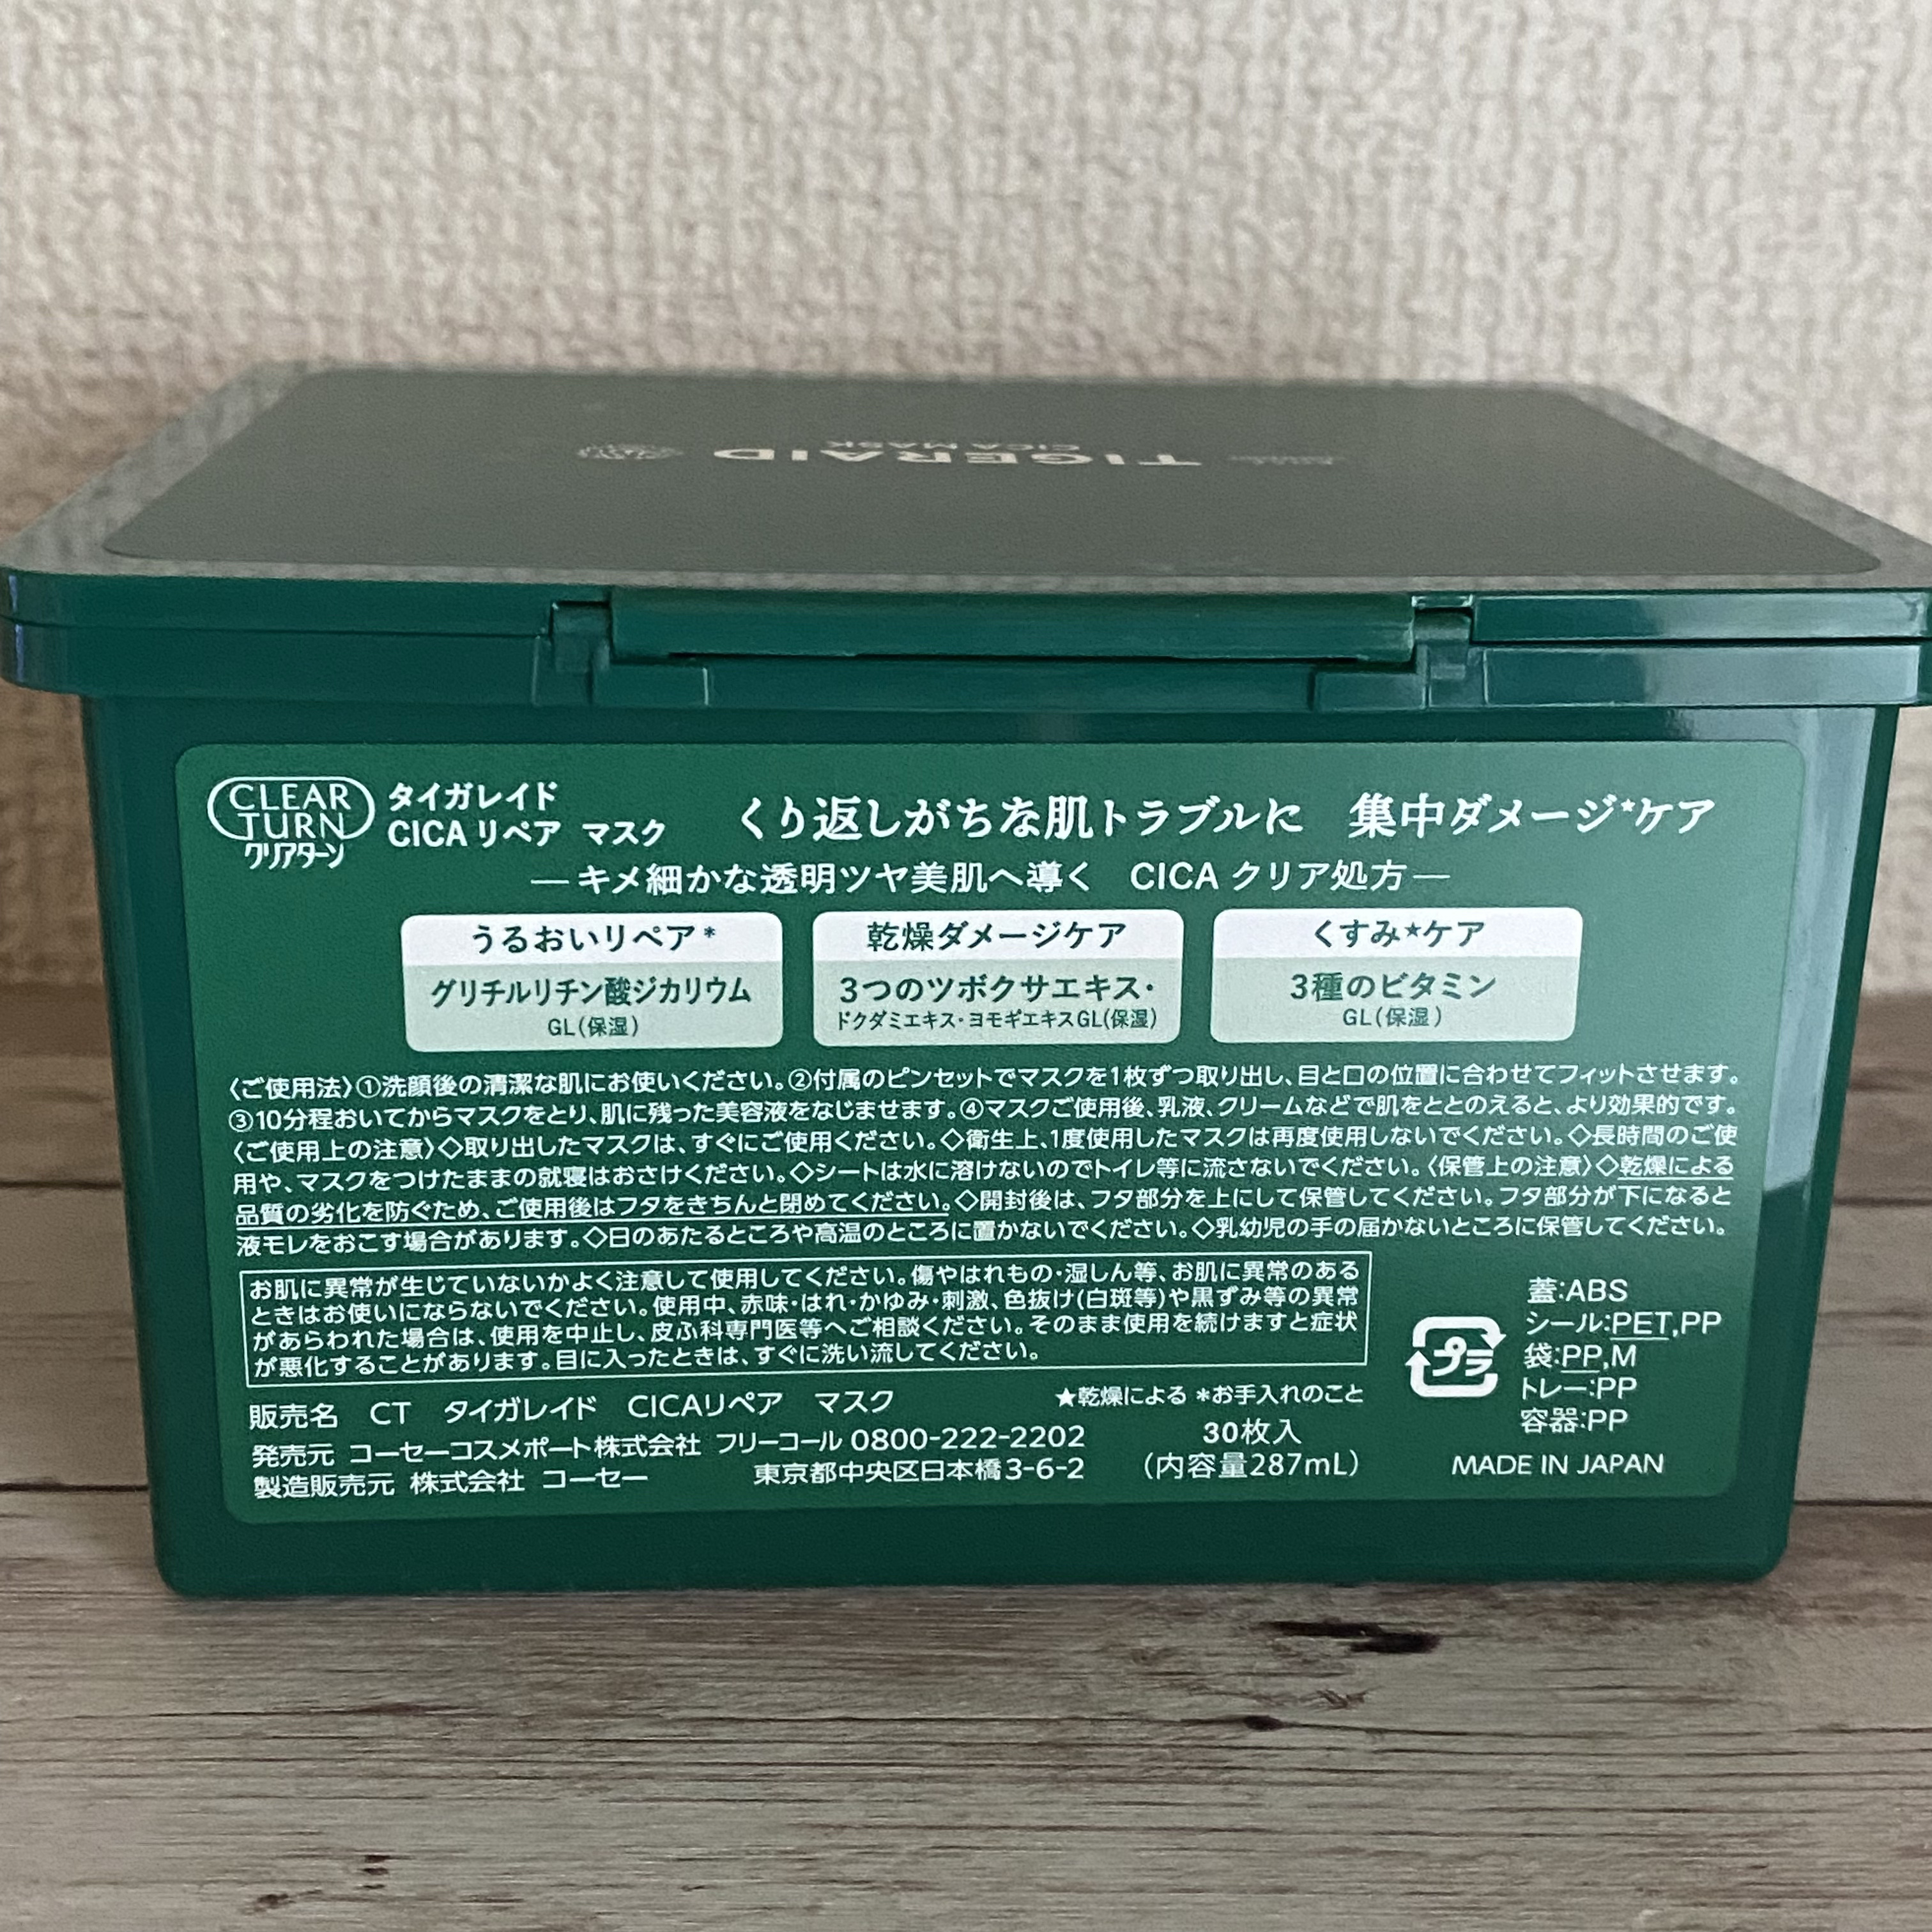 TIGERAID
CICA MASK
CLEAR
TURN
クリアターン
タイガレイド
CICA リペア マスク
くり返しがちな肌トラブルに 集中ダメージ★ケア
―キメ細かな透明ツヤ美肌へ導く CICA クリア処方―
うるおいリペア*
グリチルリチン酸ジカリウム
GL(保湿)
乾燥ダメージケア
3つのツボクサエキス・
ドクダミエキス・ヨモギエキスGL(保湿)
くすみ★ケア
3種のビタミン
GL(保湿)
〈ご使用法〉①洗顔後の清潔な肌にお使いください。②付属のピンセットでマスクを1枚ずつ取り出し、目と口の位置に合わせてフィットさせます。
③10分程おいてからマスクをとり、肌に残った美容液をなじませます。④マスクご使用後、乳液、クリームなどで肌をととのえると、より効果的です。
〈ご使用上の注意〉◇取り出したマスクは、すぐにご使用ください。◇衛生上、1度使用したマスクは再度使用しないでください。◇長時間のご使
用や、マスクをつけたままの就寝はおさけください。◇シートは水に溶けないのでトイレ等に流さないでください。〈保管上の注意〉◇乾燥による
品質の劣化を防ぐため、ご使用後はフタをきちんと閉めてください。◇開封後は、フタ部分を上にして保管してください。フタ部分が下になると
液モレをおこす場合があります。◇日のあたるところや高温のところに置かないでください。◇乳幼児の手の届かないところに保管してください。
お肌に異常が生じていないかよく注意して使用してください。傷やはれもの・湿しん等、お肌に異常のある
ときはお使いにならないでください。使用中、赤味・はれ・かゆみ・刺激、色抜け(白斑等)や黒ずみ等の異常
があらわれた場合は、使用を中止し、皮ふ科専門医等へご相談ください。そのまま使用を続けますと症状
が悪化することがあります。目に入ったときは、すぐに洗い流してください。
★乾燥による *お手入れのこと
販売名 CT タイガレイド CICAリペア マスク
発売元 コーセーコスメポート株式会社 フリーコール 0800-222-2202
製造販売元 株式会社 コーセー 東京都中央区日本橋3-6-2
30枚入
(内容量287mL)
プラ
蓋:ABS
シール:PET,PP
袋:PP,M
トレー:PP
容器:PP
MADE IN JAPAN